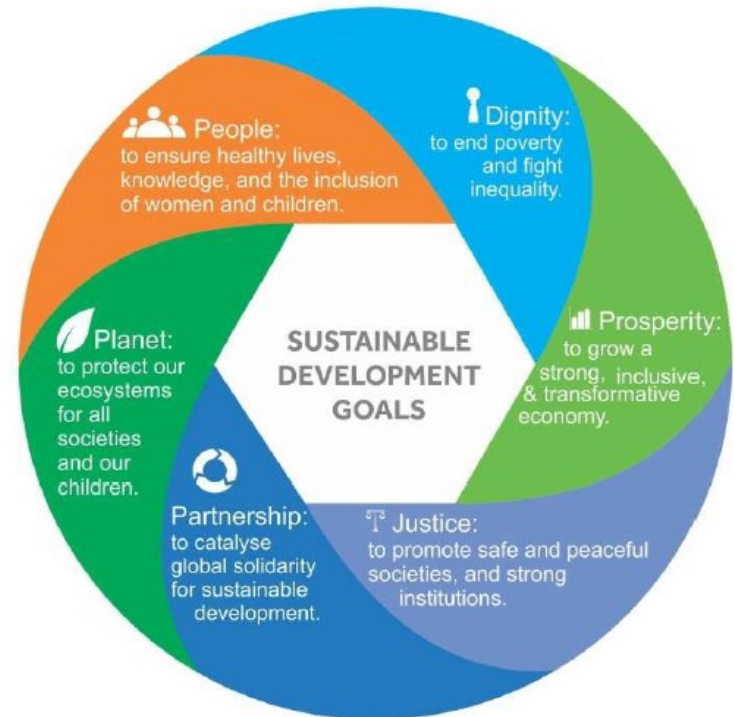 Dignity:
to end poverty
and fight
inequality.
Prosperity:
to grow a
strong, inclusive,
& transformative
economy.
Justice:
to promote safe and peaceful
societies, and strong
institutions.
Partnership:
to catalyse
global solidarity
for sustainable
development.
Planet:
to protect our
ecosystems
for all
societies
and our
children.
People:
to ensure healthy lives,
knowledge, and the inclusion
of women and children.
SUSTAINABLE
DEVELOPMENT
GOALS